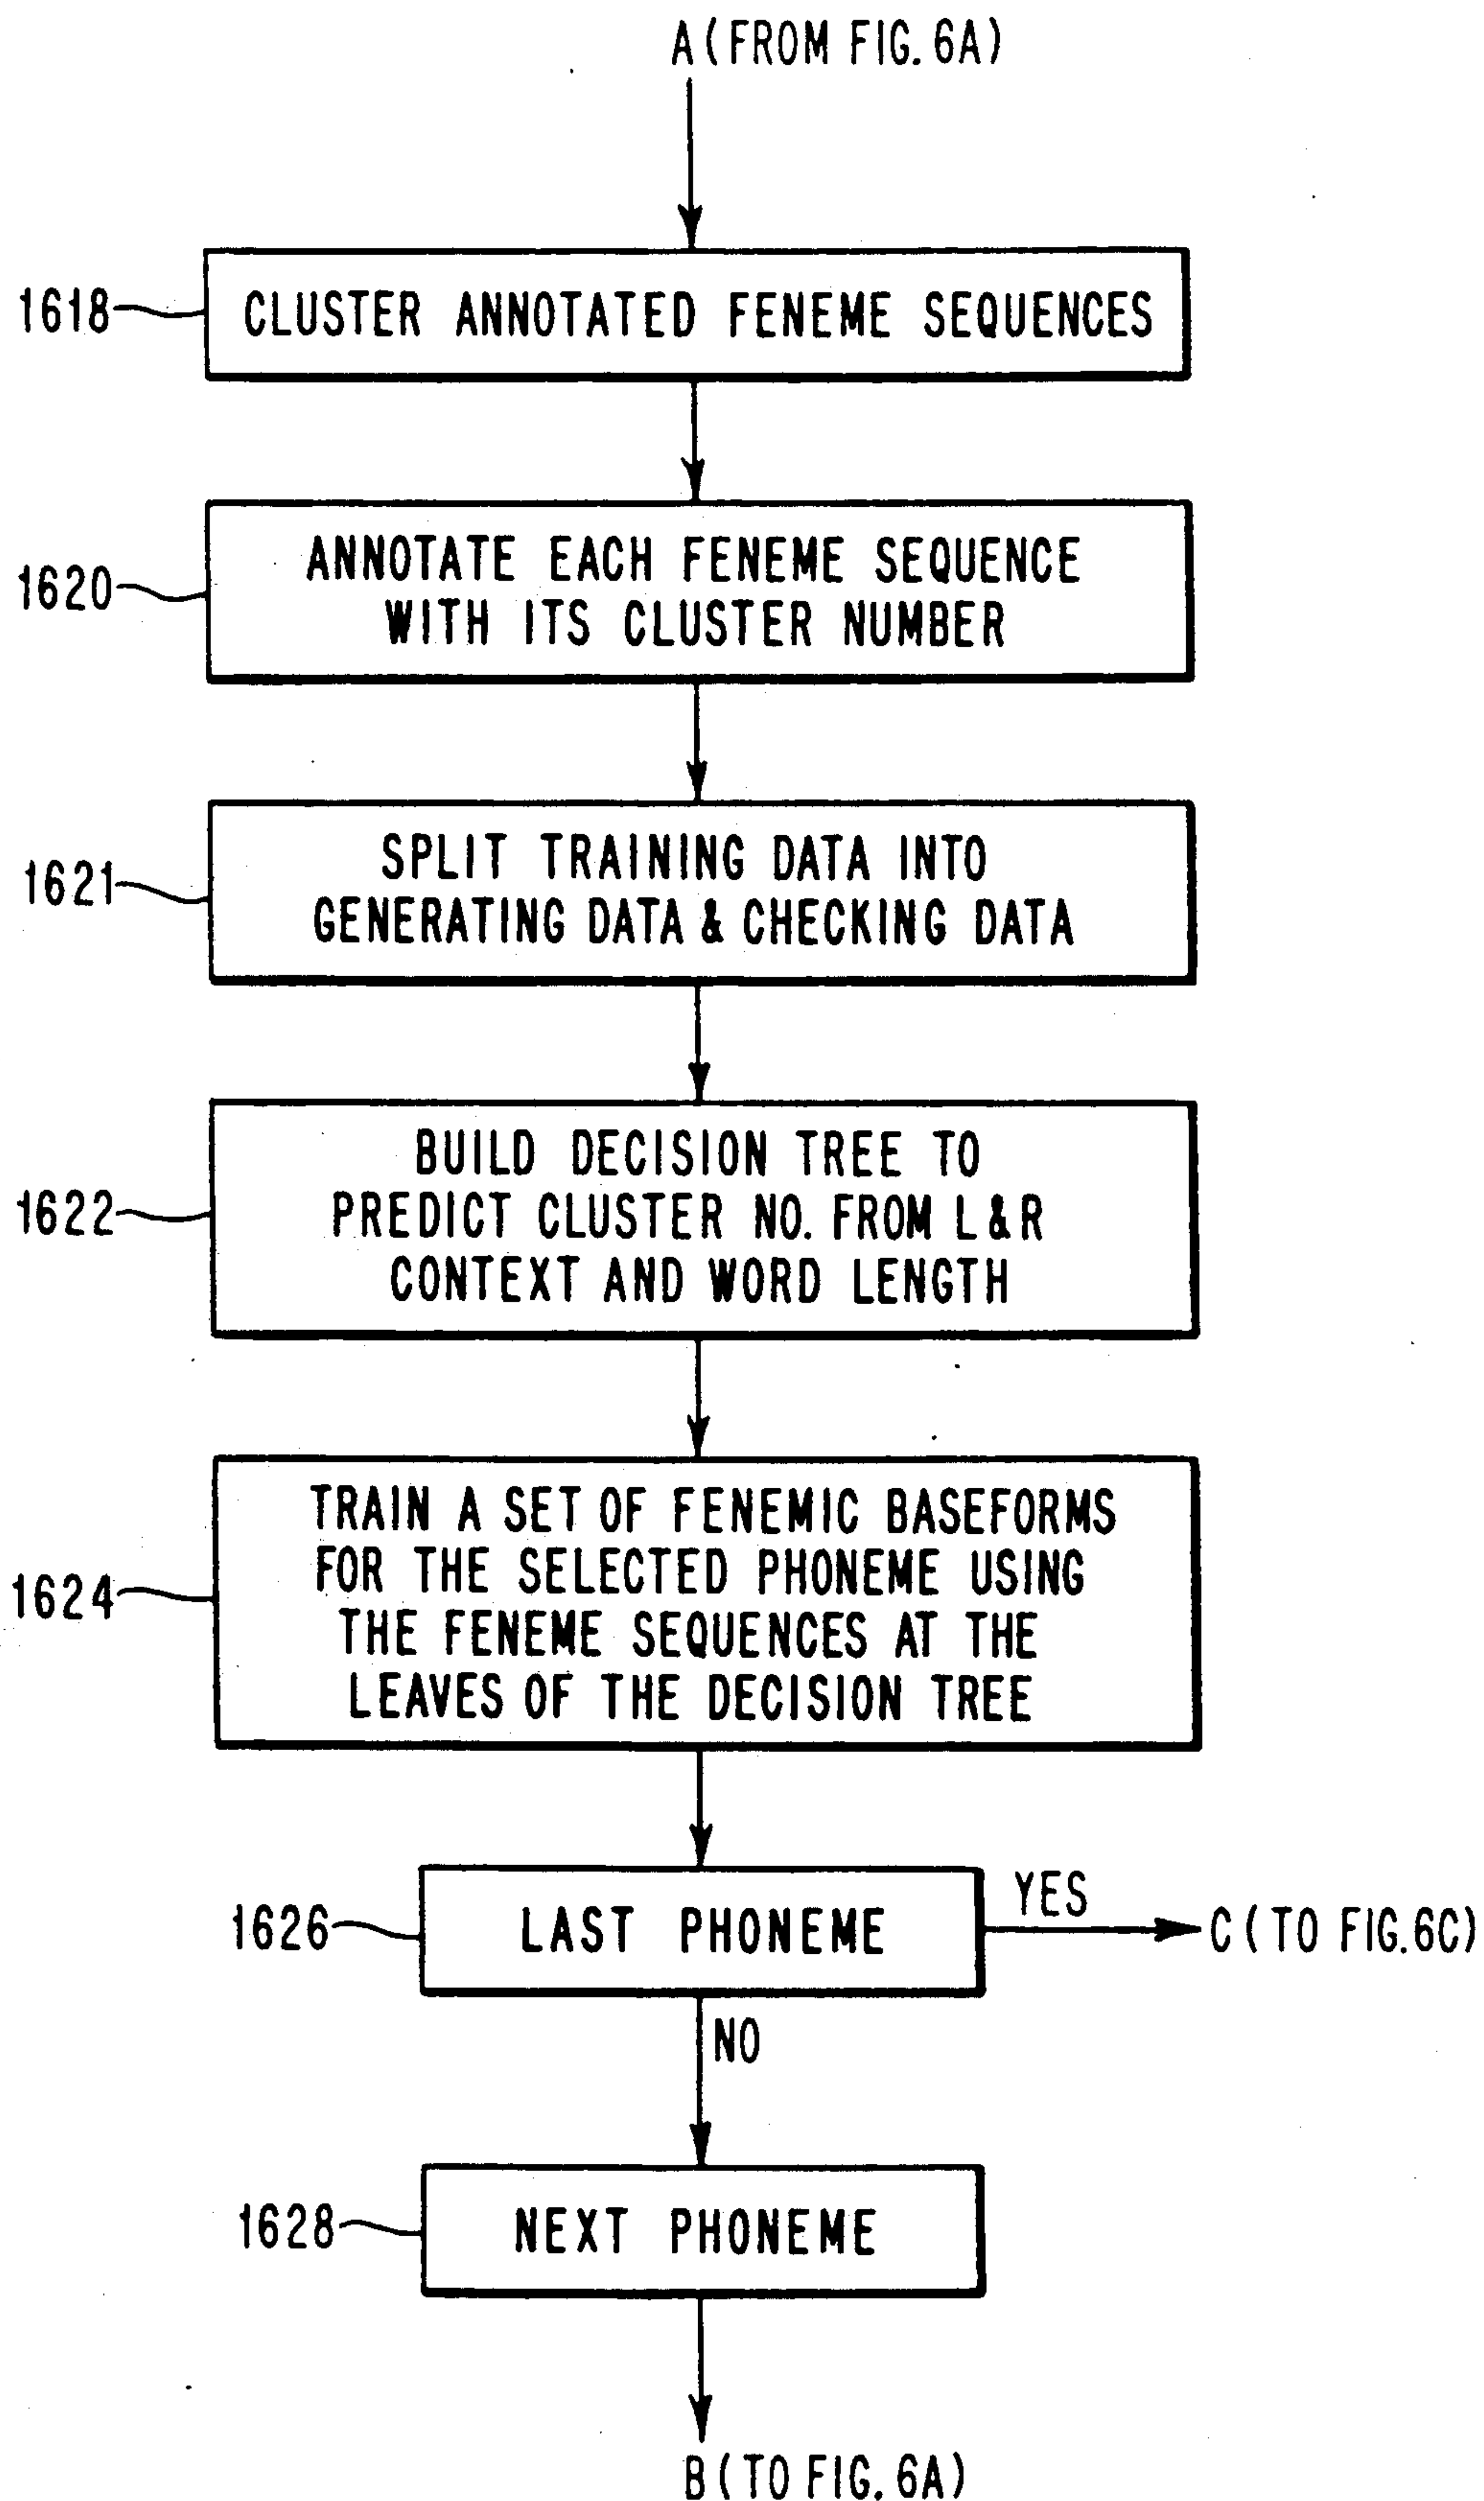 A (FROM FIG. 6A)
1618
CLUSTER ANNOTATED FENEME SEQUENCES
1620
ANNOTATE EACH FENEME SEQUENCE
WITH ITS CLUSTER NUMBER
1621
SPLIT TRAINING DATA INTO
GENERATING DATA & CHECKING DATA
1622
BUILD DECISION TREE TO
PREDICT CLUSTER NO. FROM L & R
CONTEXT AND WORD LENGTH
1624
TRAIN A SET OF FENEMIC BASEFORMS
FOR THE SELECTED PHONEME USING
THE FENEME SEQUENCES AT THE
LEAVES OF THE DECISION TREE
1626
LAST PHONEME
YES
C (TO FIG. 6C)
NO
1628
NEXT PHONEME
B (TO FIG. 6A)